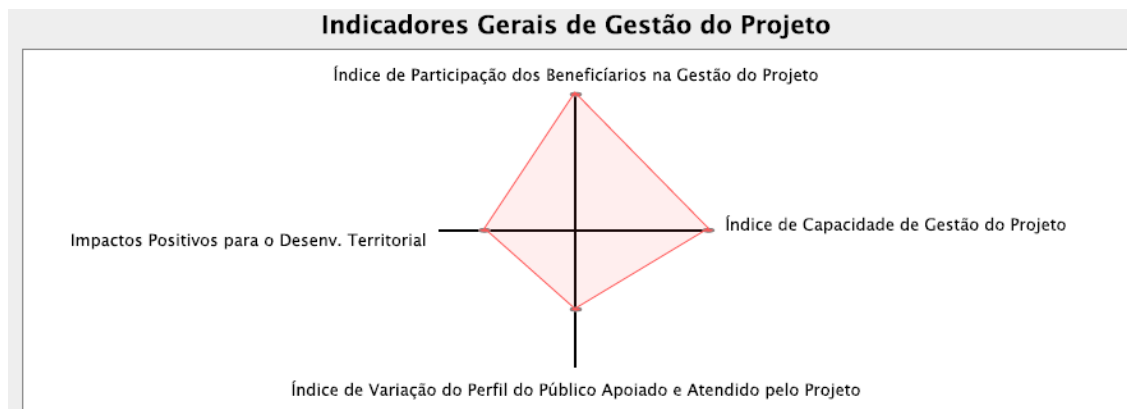 Indicadores Gerais de Gestão do Projeto
Índice de Participação dos Beneficíarios na Gestão do Projeto
Índice de Capacidade de Gestão do Projeto
Impactos Positivos para o Desenv. Territorial
Índice de Variação do Perfil do Público Apoiado e Atendido pelo Projeto